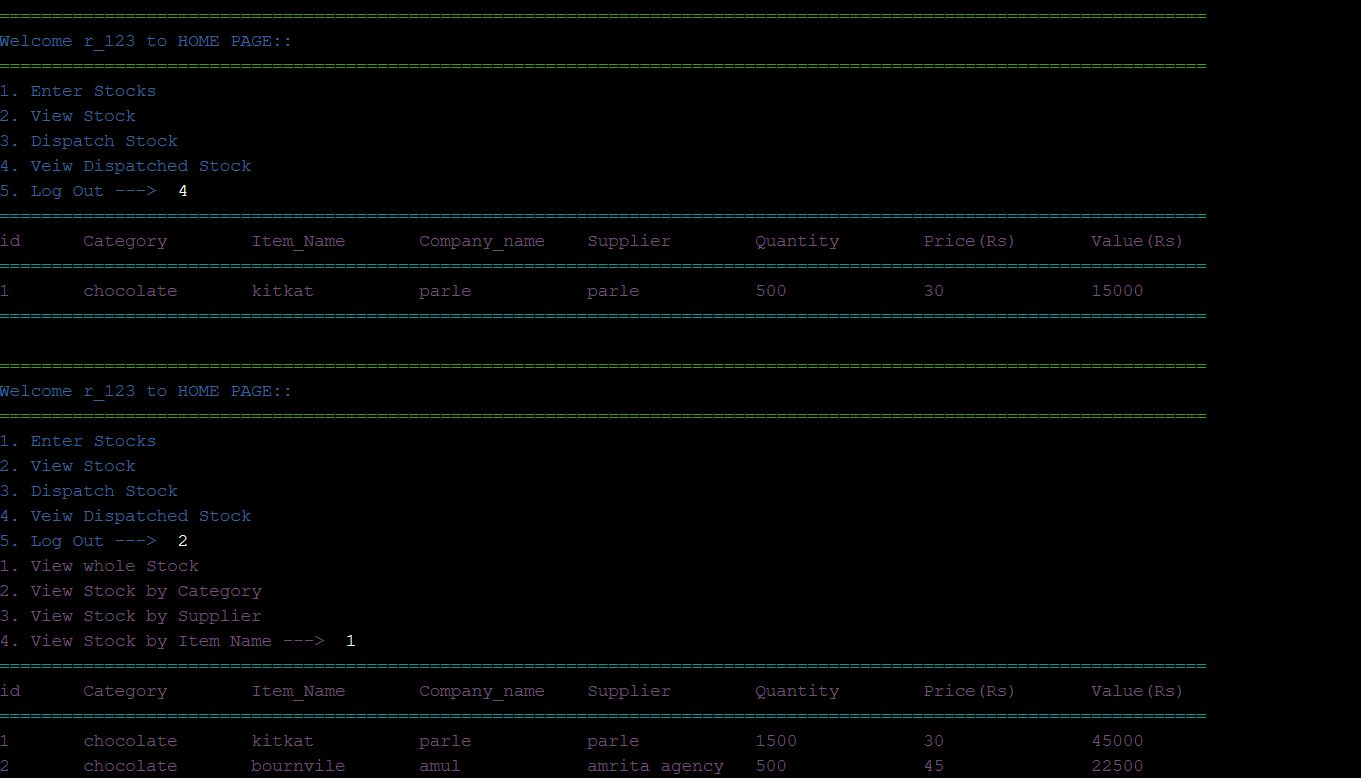 Welcome r_123 to HOME PAGE::
1. Enter Stocks
2. View Stock
3. Dispatch Stock
4. Veiw Dispatched Stock
5. Log Out ---> 4
id Category Item_Name Company_name Supplier Quantity Price(Rs) Value(Rs)
1 chocolate kitkat parle parle 500 30 15000
Welcome r_123 to HOME PAGE::
1. Enter Stocks
2. View Stock
3. Dispatch Stock
4. Veiw Dispatched Stock
5. Log Out ---> 2
1. View whole Stock
2. View Stock by Category
3. View Stock by Supplier
4. View Stock by Item Name ---> 1
id Category Item_Name Company_name Supplier Quantity Price(Rs) Value(Rs)
1 chocolate kitkat parle parle 1500 30 45000
2 chocolate bournvile amul amrita agency 500 45 22500